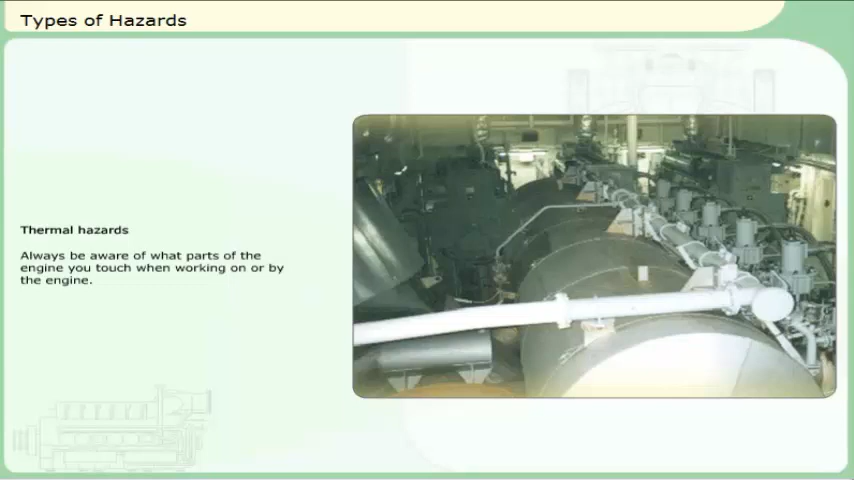 Types of Hazards
Thermal hazards
Always be aware of what parts of the
engine you touch when working on or by
the engine.